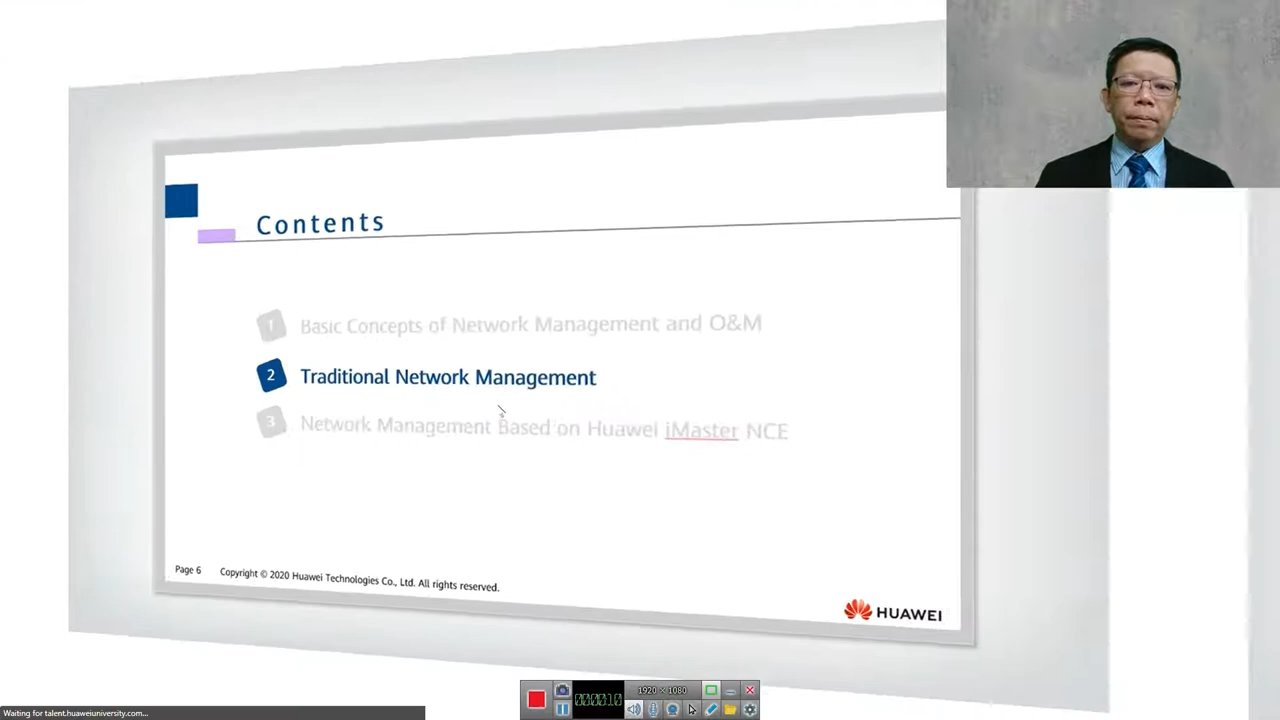 Contents
1 Basic Concepts of Network Management and O&M
2 Traditional Network Management
3 Network Management Based on Huawei iMaster NCE
Page 6 Copyright © 2020 Huawei Technologies Co., Ltd. All rights reserved.
HUAWEI
1920 × 1080
000010
Waiting for talent.huaweiuniversity.com...